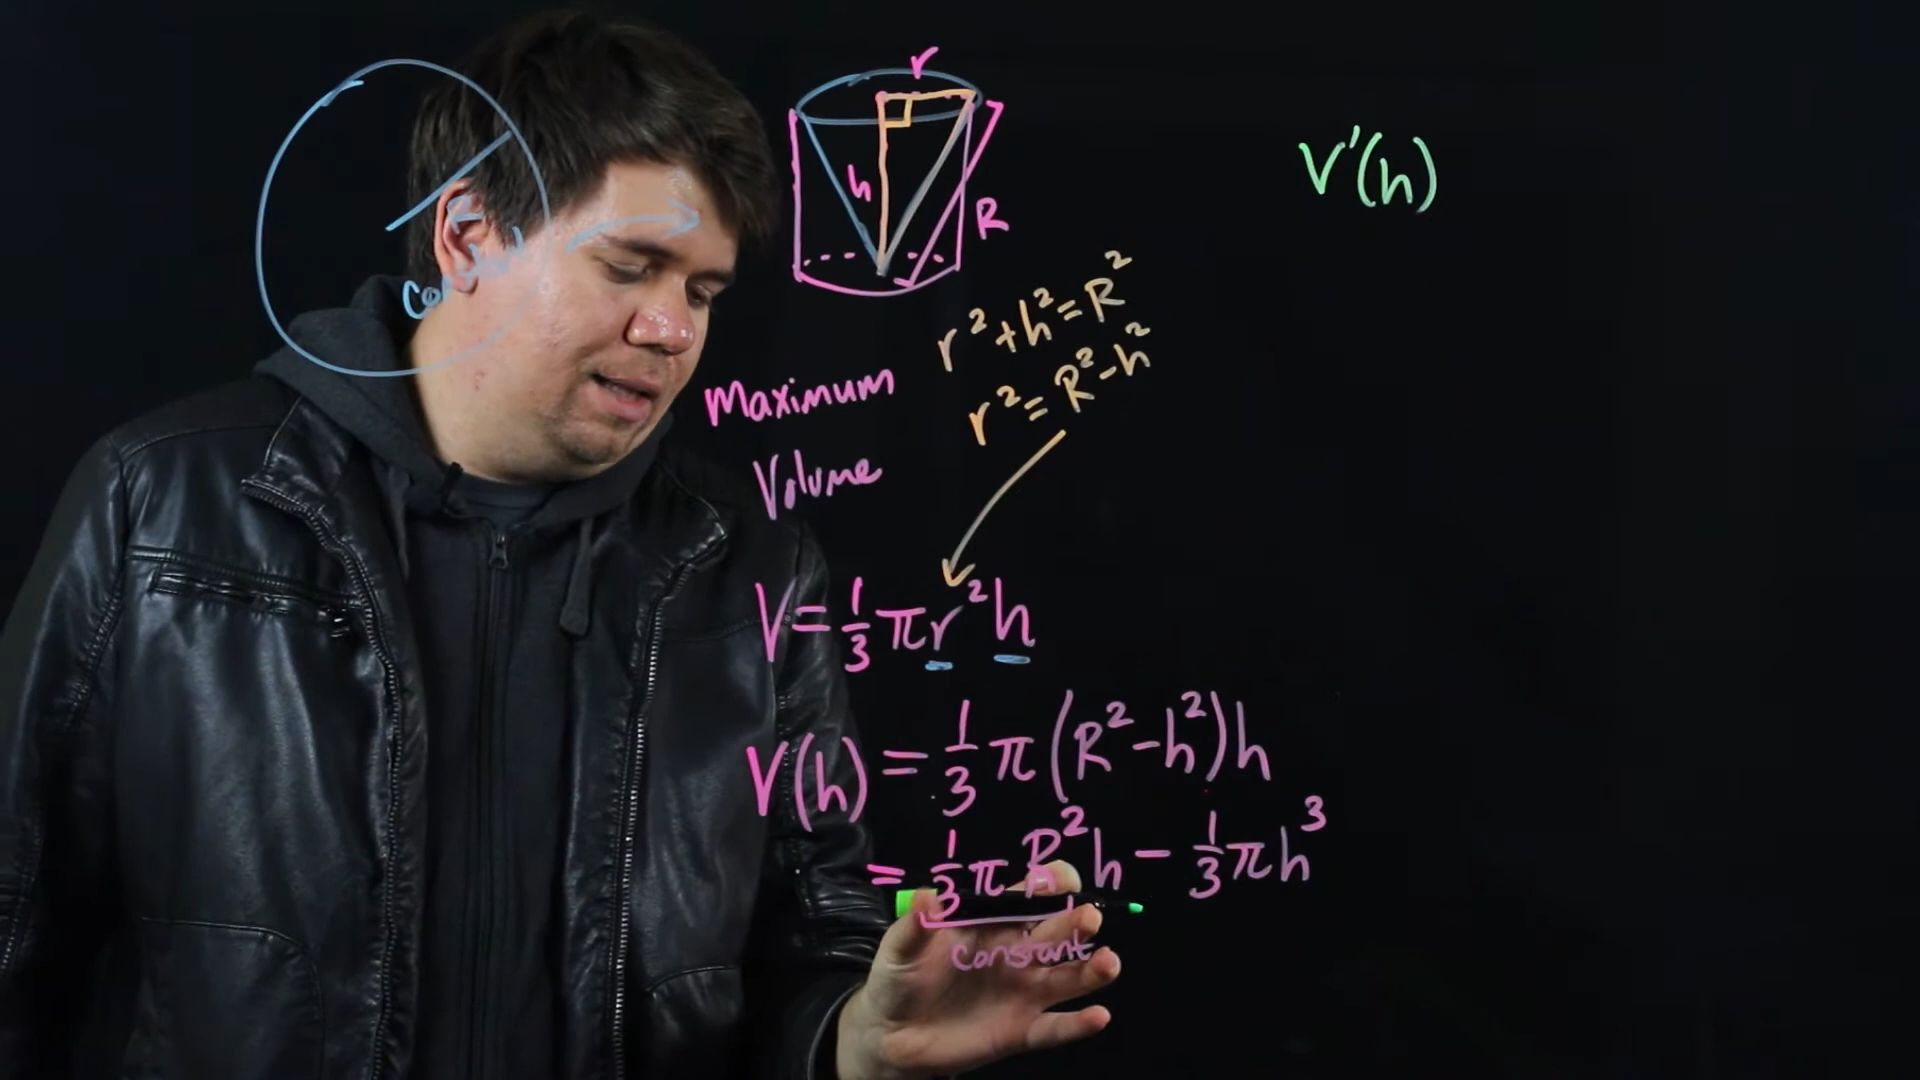 r
h
R
V'(h)
r²+h²=R²
r²=R²-h²
Maximum
Volume
V=⅓πr²h
V(h) = ⅓π(R²-h²)h
= ⅓πR²h - ⅓πh³
Constant